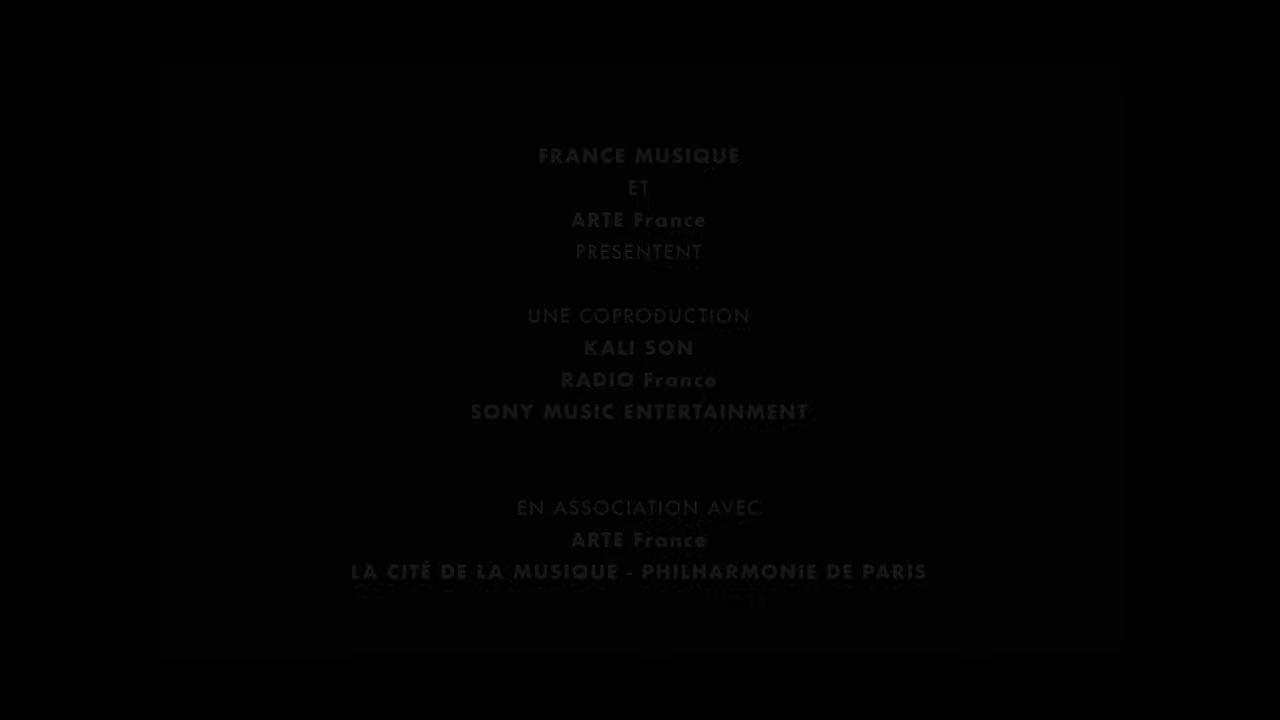 FRANCE MUSIQUE
ET
ARTE France
PRESENTENT
UNE COPRODUCTION
KALI SON
RADIO France
SONY MUSIC ENTERTAINMENT
EN ASSOCIATION AVEC
ARTE France
LA CITÉ DE LA MUSIQUE - PHILHARMONIE DE PARIS